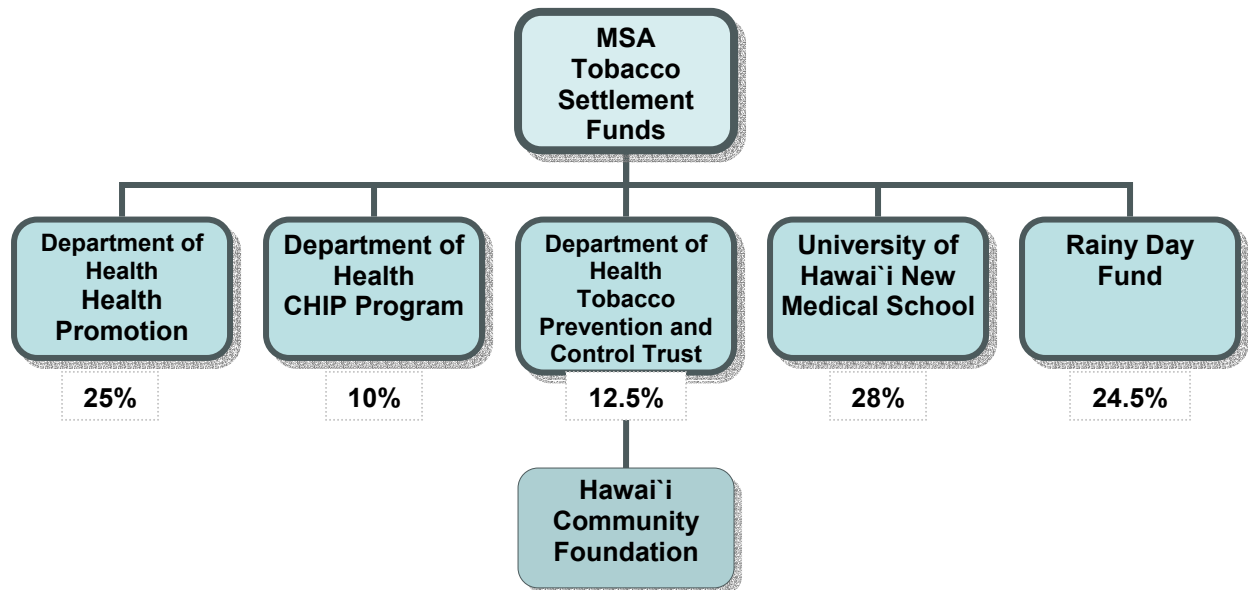 MSA
Tobacco
Settlement
Funds
Department of
Health
Health
Promotion
Department of
Health
CHIP Program
Department of
Health
Tobacco
Prevention and
Control Trust
University of
Hawai`i New
Medical School
Rainy Day
Fund
25%
10%
12.5%
28%
24.5%
Hawai`i
Community
Foundation